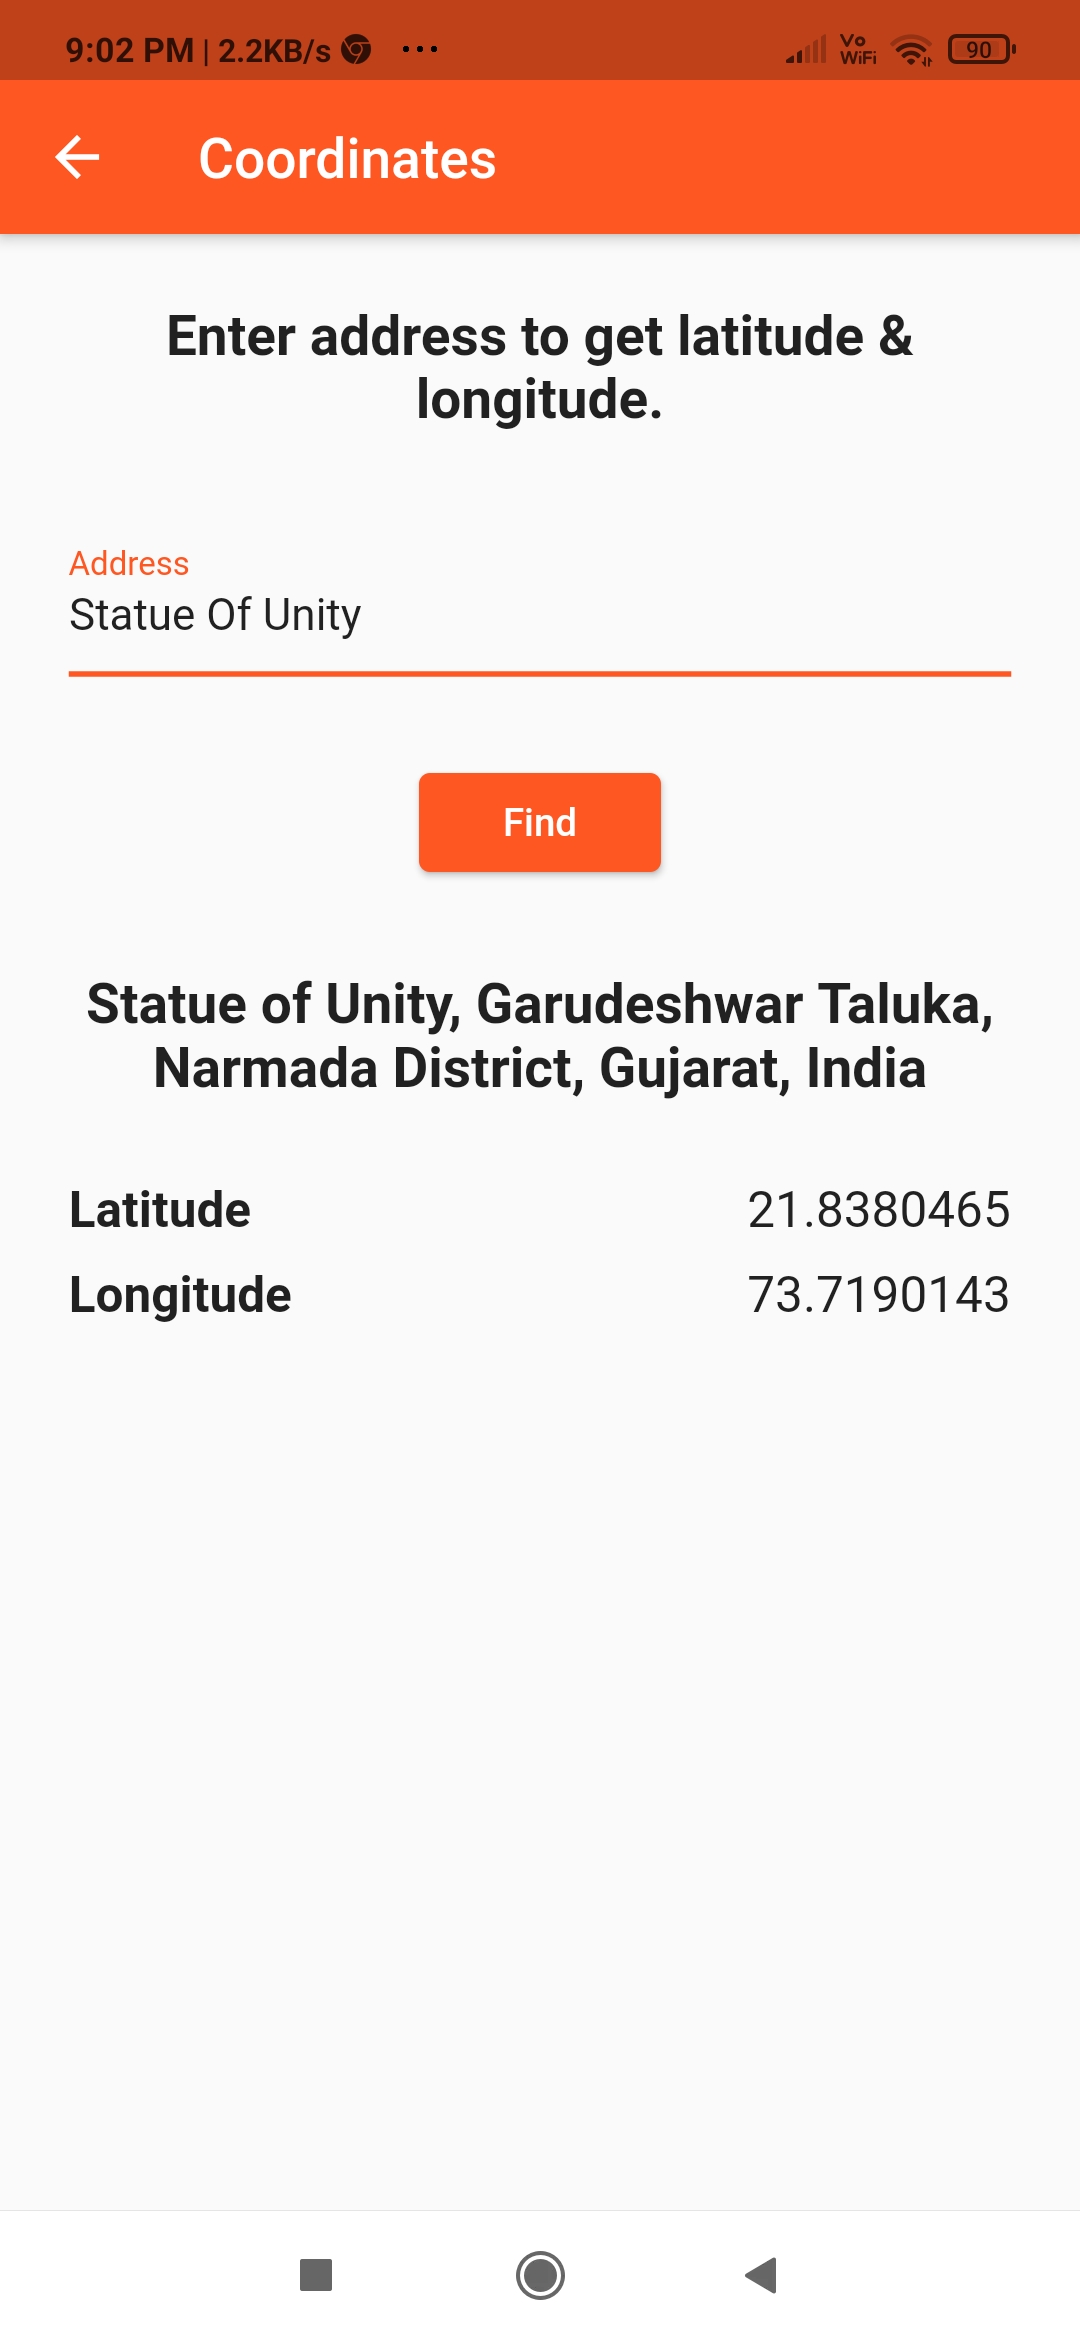 9:02 PM | 2.2KB/s ...
Vo
WiFi
90
Coordinates
Enter address to get latitude &
longitude.
Address
Statue Of Unity
Find
Statue of Unity, Garudeshwar Taluka,
Narmada District, Gujarat, India
Latitude 21.8380465
Longitude 73.7190143